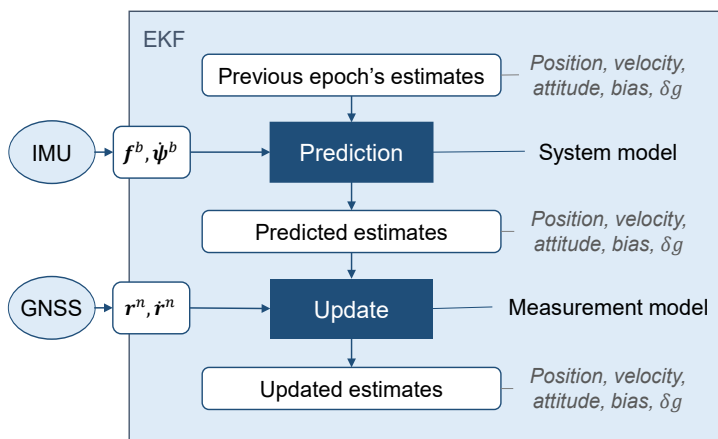 EKF
Previous epoch's estimates
Position, velocity,
attitude, bias, δg
IMU
f^b, ψ̇^b
Prediction
System model
Predicted estimates
Position, velocity,
attitude, bias, δg
GNSS
r^n, ṙ^n
Update
Measurement model
Updated estimates
Position, velocity,
attitude, bias, δg